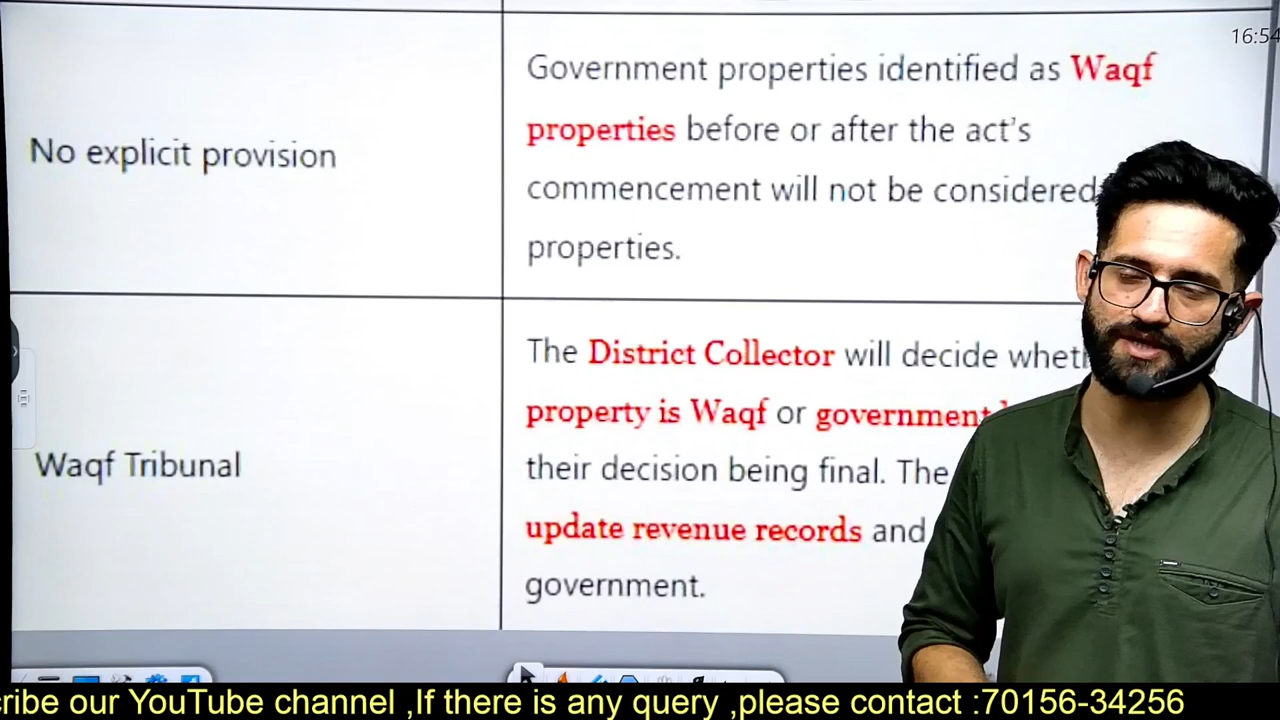 16:54
Government properties identified as Waqf
properties before or after the act's
No explicit provision
commencement will not be considered
properties.
The District Collector will decide
property is Waqf or government
Waqf Tribunal
their decision being final. The
update revenue records and
government.
cribe our YouTube channel ,If there is any query ,please contact :70156-34256